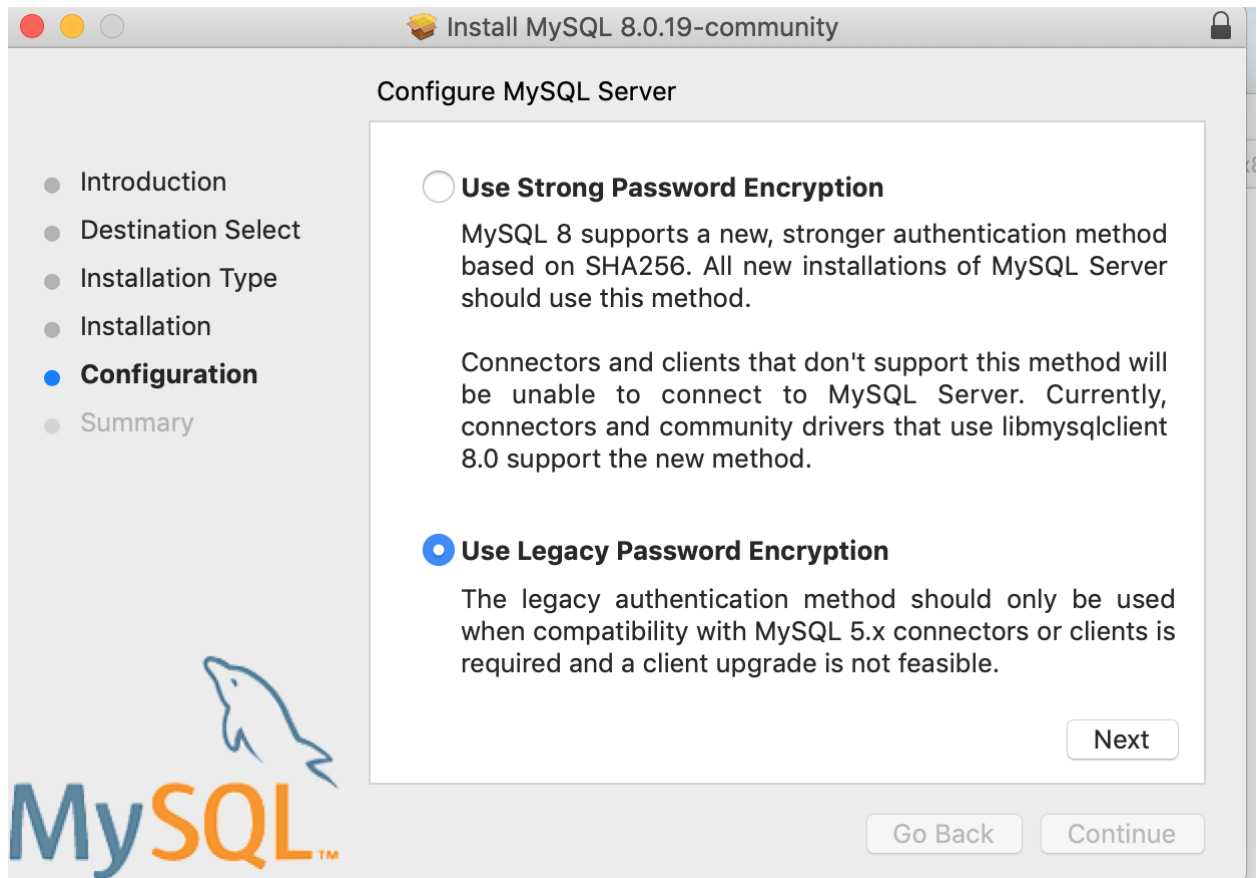 Install MySQL 8.0.19-community
Configure MySQL Server
Introduction
Destination Select
Installation Type
Installation
Configuration
Summary
Use Strong Password Encryption
MySQL 8 supports a new, stronger authentication method
based on SHA256. All new installations of MySQL Server
should use this method.
Connectors and clients that don't support this method will
be unable to connect to MySQL Server. Currently,
connectors and community drivers that use libmysqlclient
8.0 support the new method.
Use Legacy Password Encryption
The legacy authentication method should only be used
when compatibility with MySQL 5.x connectors or clients is
required and a client upgrade is not feasible.
Next
MySQL™
Go Back
Continue